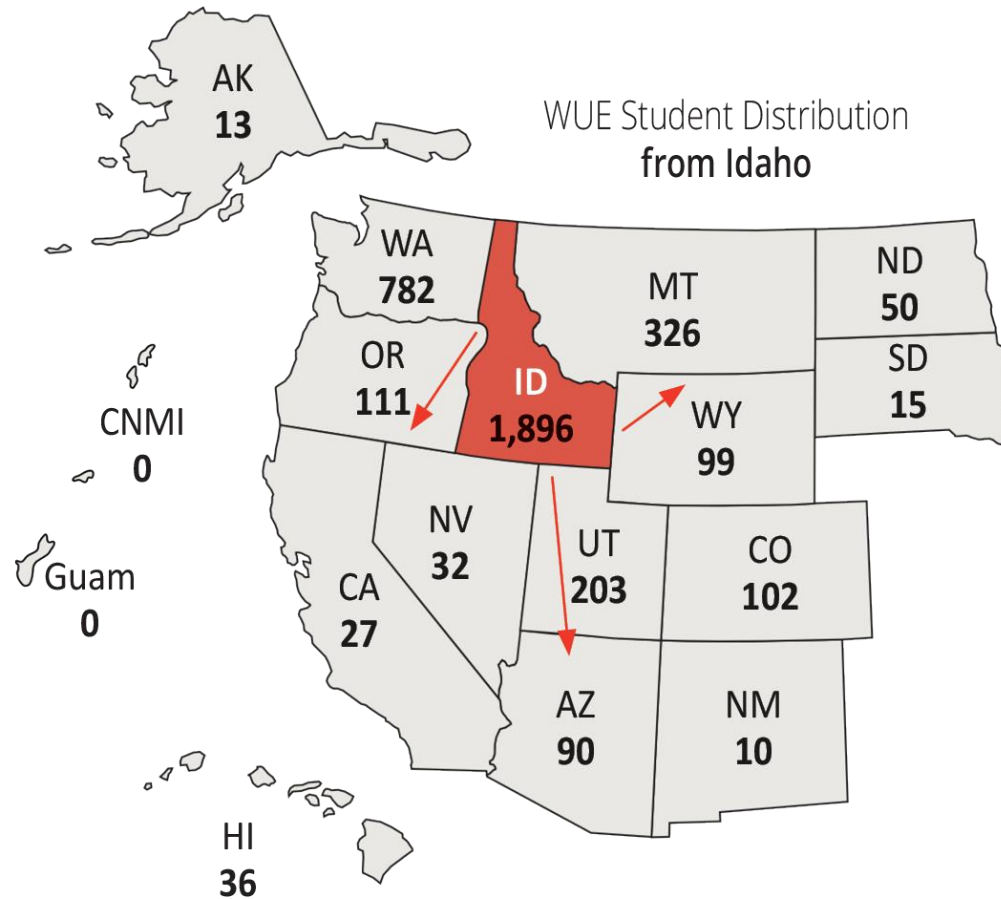 AK
13
WUE Student Distribution
from Idaho
WA
782
MT
326
ND
50
OR
111
ID
1,896
SD
15
WY
99
CNMI
0
NV
32
UT
203
CO
102
Guam
0
CA
27
AZ
90
NM
10
HI
36